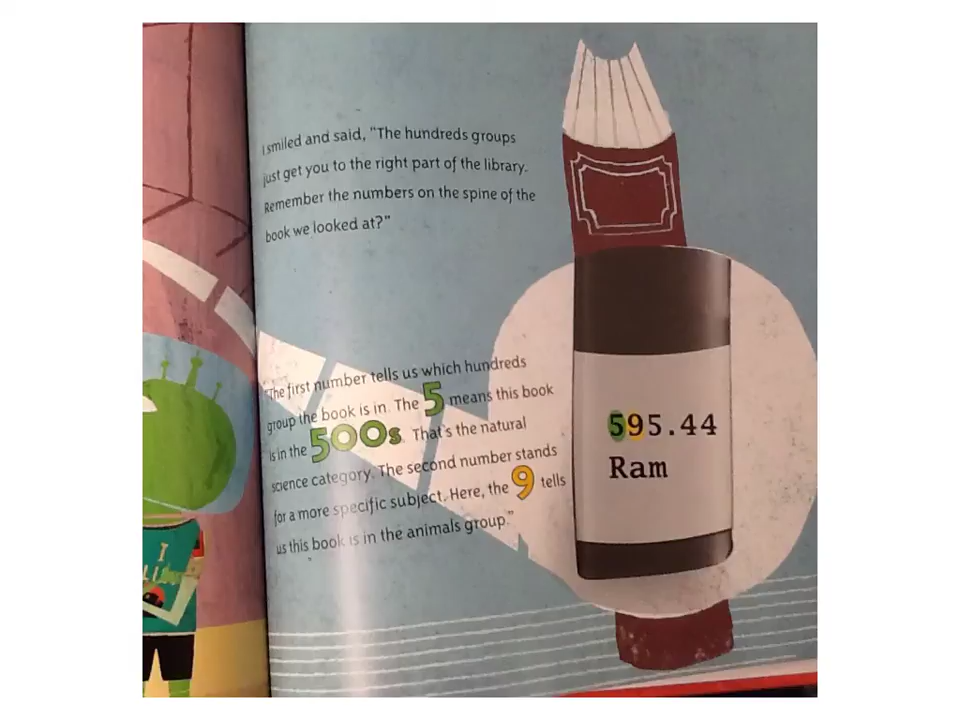 I smiled and said, "The hundreds groups
just get you to the right part of the library.
Remember the numbers on the spine of the
book we looked at?"
"The first number tells us which hundreds
group the book is in. The 5 means this book
is in the 500s. That's the natural
science category. The second number stands
for a more specific subject. Here, the 9 tells
us this book is in the animals group."
595.44
Ram
I